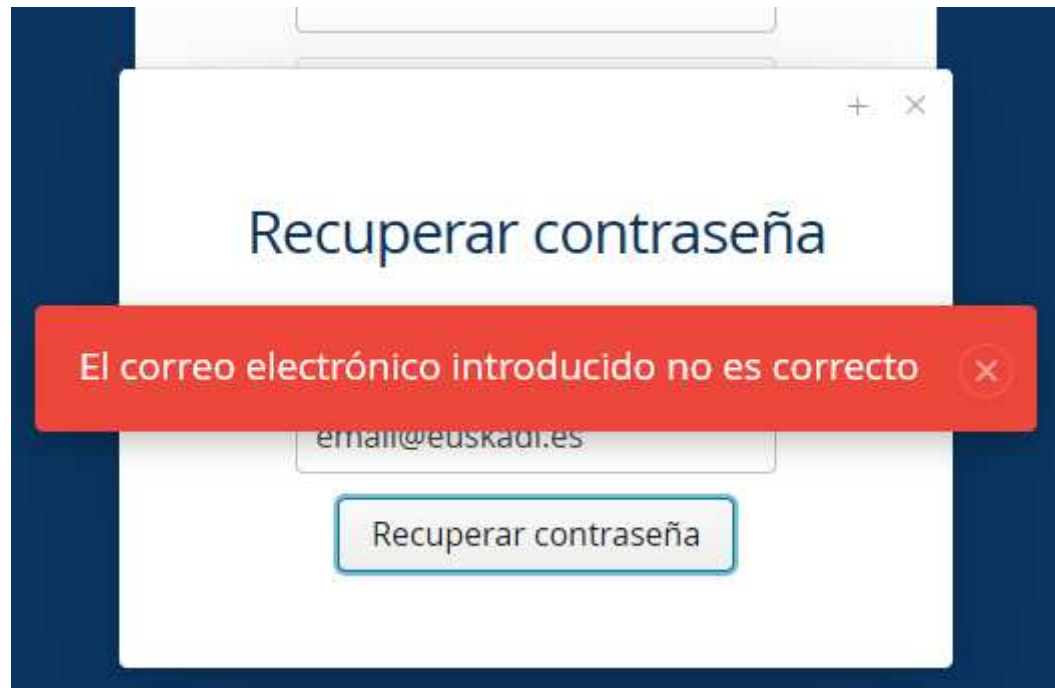 Recuperar contraseña
El correo electrónico introducido no es correcto
email@euskadi.es
Recuperar contraseña